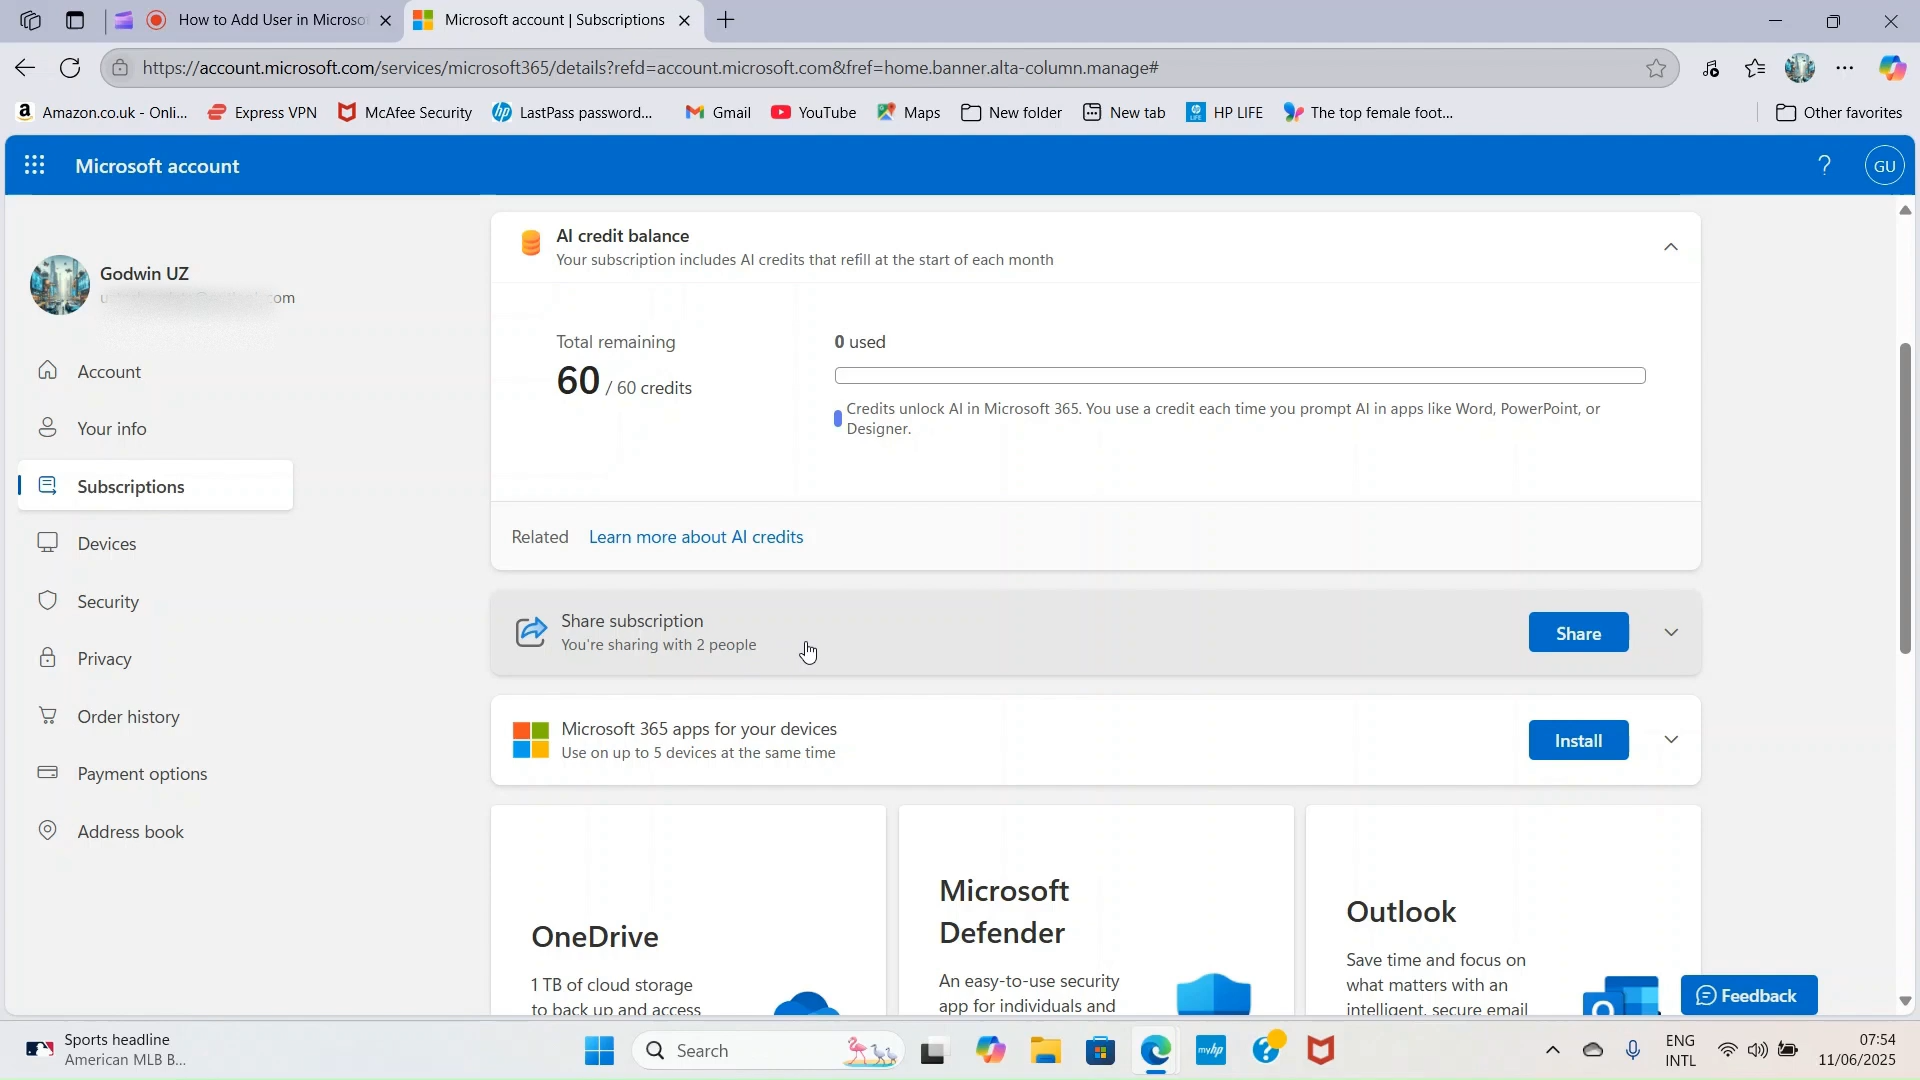 How to Add User in Microso
Microsoft account | Subscriptions
https://account.microsoft.com/services/microsoft365/details?refd=account.microsoft.com&fref=home.banner.alta-column.manage#
Amazon.co.uk - Onli...
Express VPN
McAfee Security
LastPass password...
Gmail
YouTube
Maps
New folder
New tab
HP LIFE
The top female foot...
Other favorites
Microsoft account
?
GU
Godwin UZ
com
Account
Your info
Subscriptions
Devices
Security
Privacy
Order history
Payment options
Address book
AI credit balance
Your subscription includes AI credits that refill at the start of each month
Total remaining
60 / 60 credits
0 used
Credits unlock AI in Microsoft 365. You use a credit each time you prompt AI in apps like Word, PowerPoint, or
Designer.
Related Learn more about AI credits
Share subscription
You're sharing with 2 people
Share
Microsoft 365 apps for your devices
Use on up to 5 devices at the same time
Install
OneDrive
1 TB of cloud storage
to back up and access
Microsoft
Defender
An easy-to-use security
app for individuals and
Outlook
Save time and focus on
what matters with an
intelligent, secure email
Feedback
Sports headline
American MLB B...
Search
myhp
ENG
INTL
07:54
11/06/2025